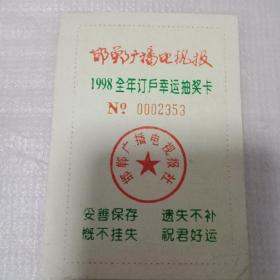 邯郸广播电视报
1998全年订戶幸运抽奖卡
№ 0002353
邯郸广播电视报社
妥善保存 遗失不补
概不挂失 祝君好运